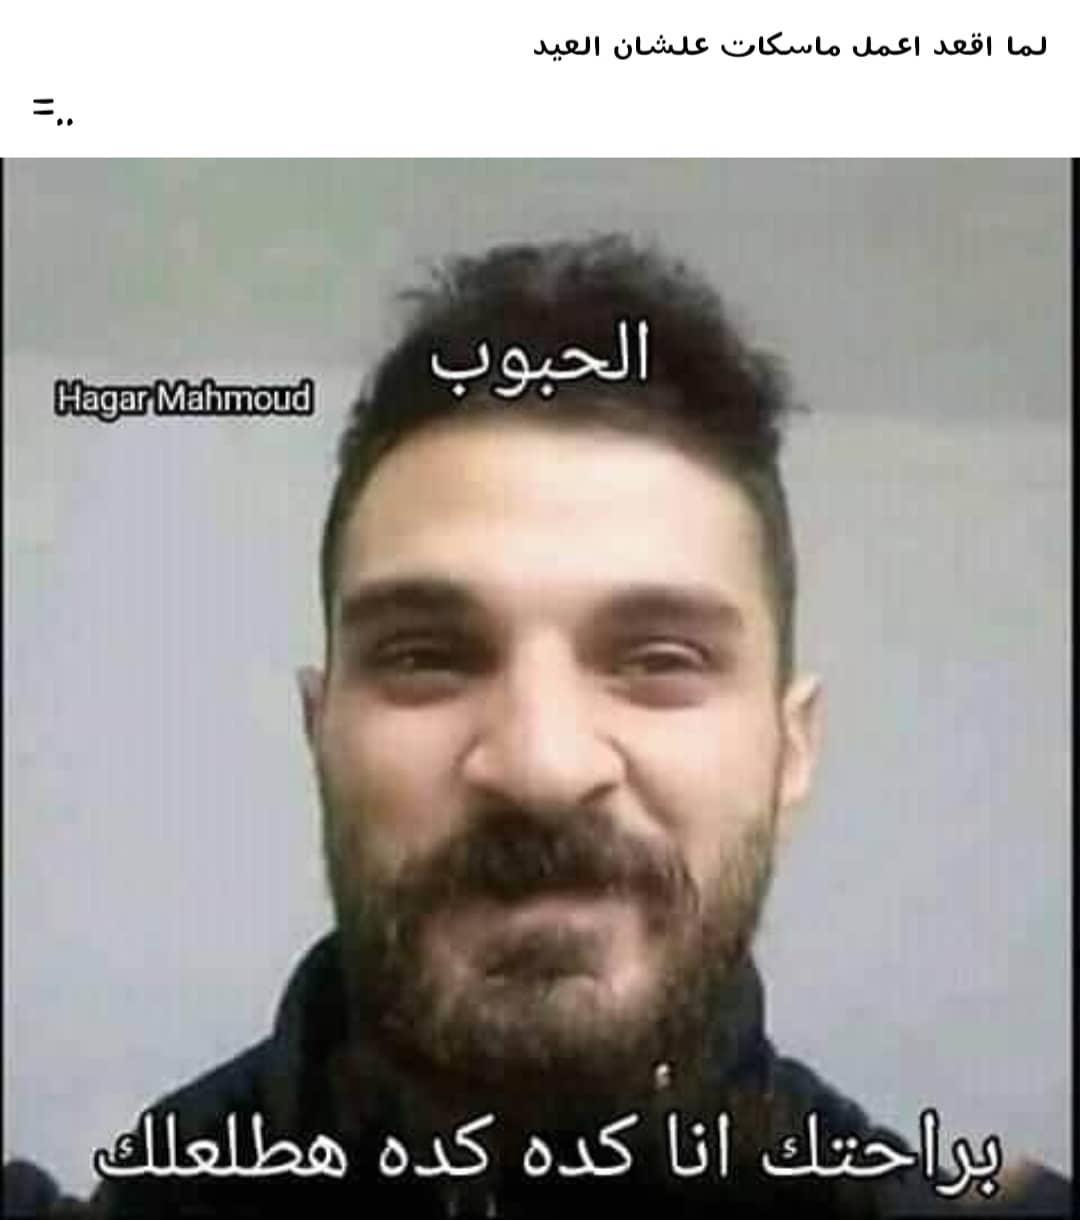 لما اقعد اعمل ماسكات علشان العيد
=,,
الحبوب
Hagar Mahmoud
براحتك انا كده كده هطلعلك